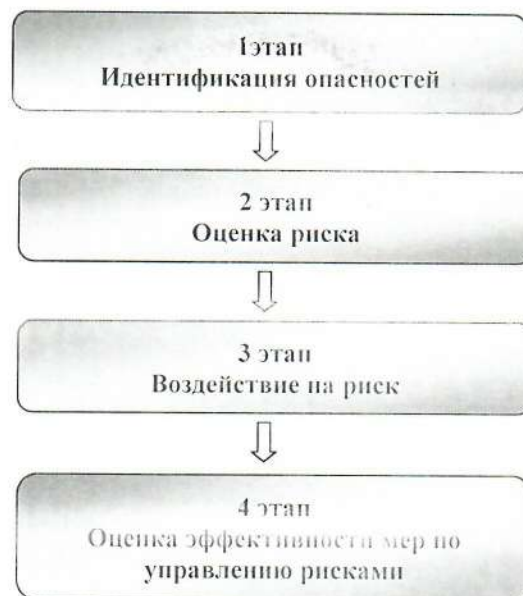 1этап
Идентификация опасностей
2 этап
Оценка риска
3 этап
Воздействие на риск
4 этап
Оценка эффективности мер по
управлению рисками